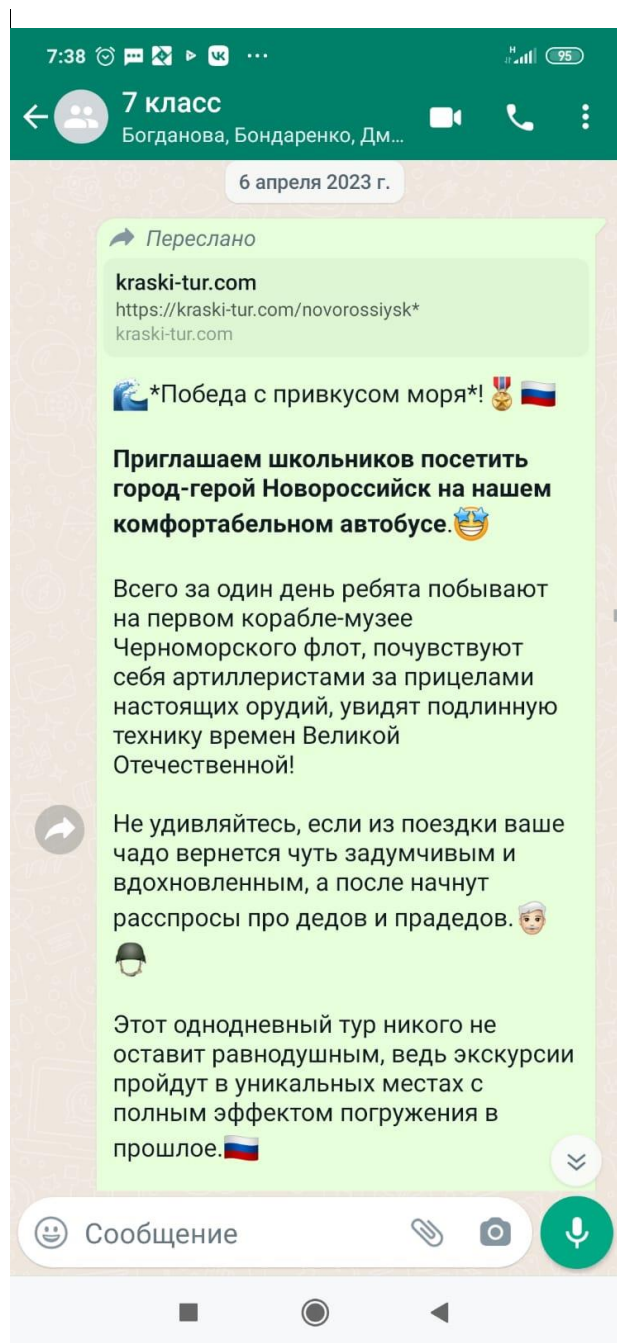 7:38
95
7 класс
Богданова, Бондаренко, Дм...
6 апреля 2023 г.
Переслано
kraski-tur.com
https://kraski-tur.com/novorossiysk*
kraski-tur.com
*Победа с привкусом моря*!
Приглашаем школьников посетить
город-герой Новороссийск на нашем
комфортабельном автобусе.
Всего за один день ребята побывают
на первом корабле-музее
Черноморского флот, почувствуют
себя артиллеристами за прицелами
настоящих орудий, увидят подлинную
технику времен Великой
Отечественной!
Не удивляйтесь, если из поездки ваше
чадо вернется чуть задумчивым и
вдохновленным, а после начнут
расспросы про дедов и прадедов.
Этот однодневный тур никого не
оставит равнодушным, ведь экскурсии
пройдут в уникальных местах с
полным эффектом погружения в
прошлое.
Сообщение